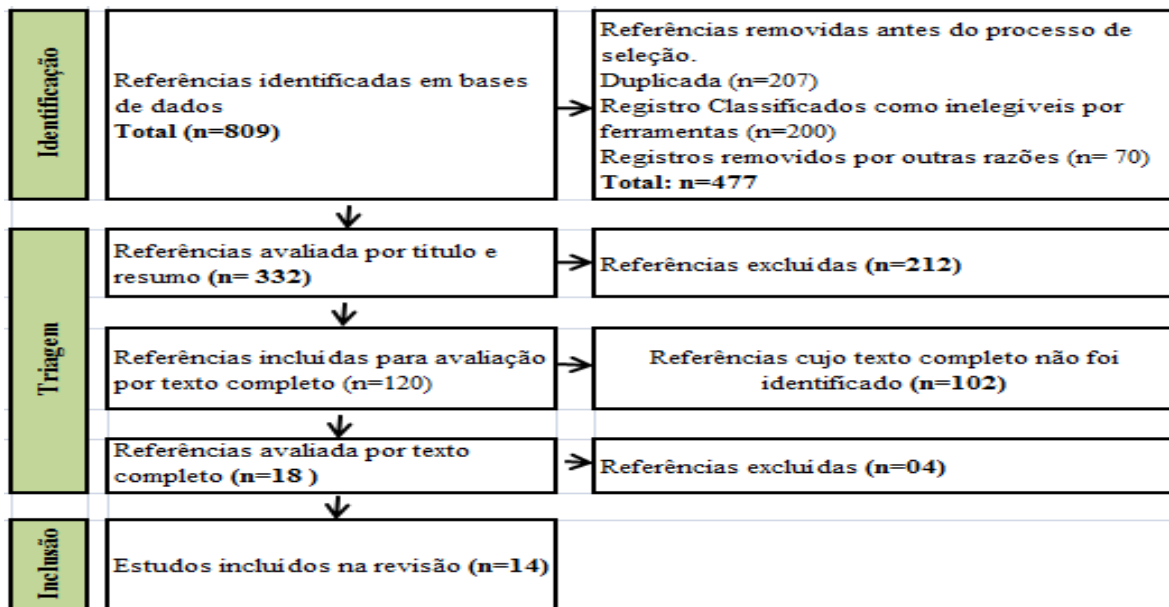 Identificação
Referências identificadas em bases
de dados
Total (n=809)
Referências removidas antes do processo de
seleção.
Duplicada (n=207)
Registro Classificados como inelegiveis por
ferramentas (n=200)
Registros removidos por outras razões (n= 70)
Total: n=477
Triagem
Referências avaliada por título e
resumo (n= 332)
Referências excluídas (n=212)
Referências incluídas para avaliação
por texto completo (n=120)
Referências cujo texto completo não foi
identificado (n=102)
Referências avaliada por texto
completo (n=18 )
Referências excluídas (n=04)
Inclusão
Estudos incluídos na revisão (n=14)